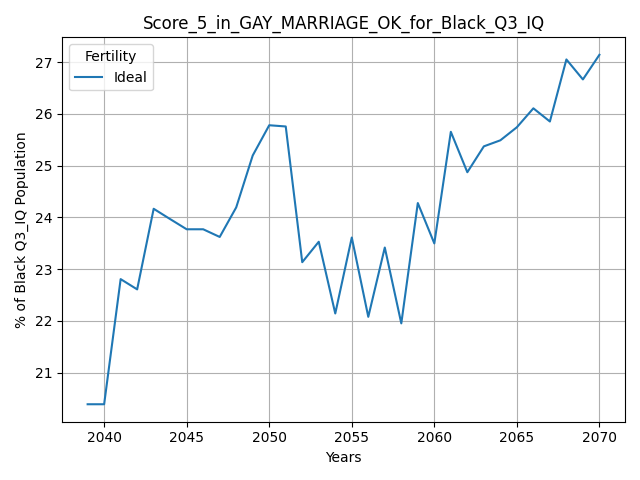 Score_5_in_GAY_MARRIAGE_OK_for_Black_Q3_IQ
Fertility
Ideal
% of Black Q3_IQ Population
27
26
25
24
23
22
21
2040 2045 2050 2055 2060 2065 2070
Years